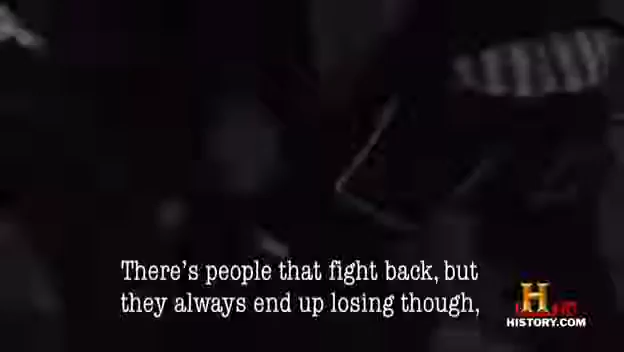 There's people that fight back, but
they always end up losing though,
H
HISTORY.COM